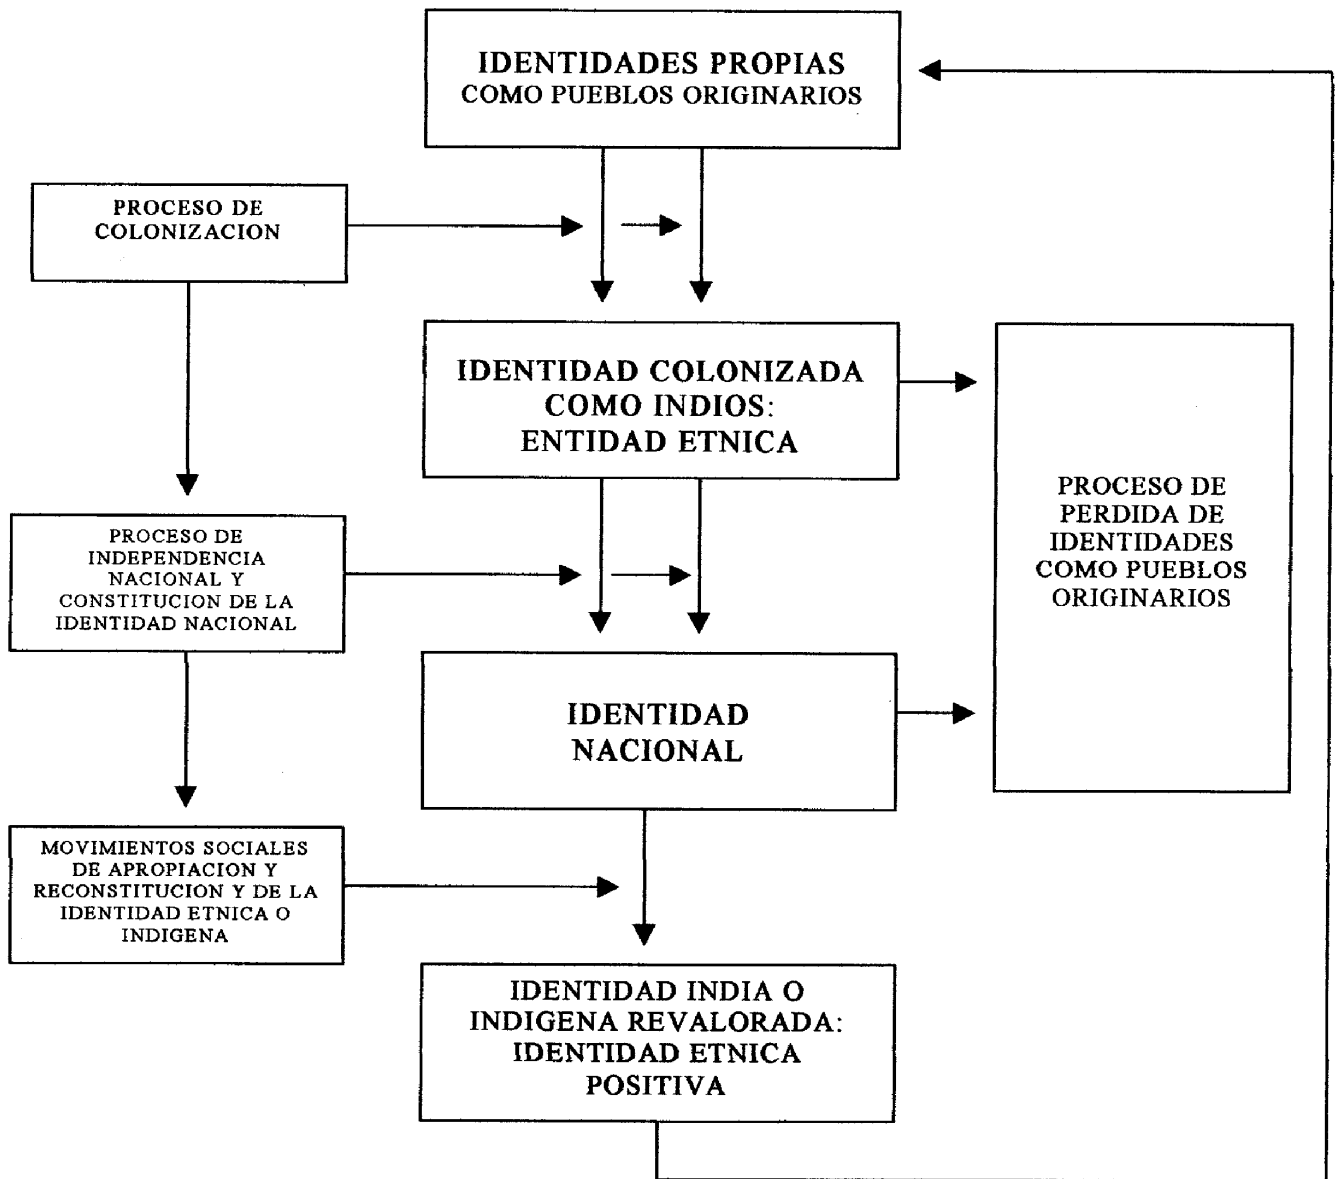 IDENTIDADES PROPIAS
COMO PUEBLOS ORIGINARIOS
PROCESO DE
COLONIZACION
IDENTIDAD COLONIZADA
COMO INDIOS:
ENTIDAD ETNICA
PROCESO DE
PERDIDA DE
IDENTIDADES
COMO PUEBLOS
ORIGINARIOS
PROCESO DE
INDEPENDENCIA
NACIONAL Y
CONSTITUCION DE LA
IDENTIDAD NACIONAL
IDENTIDAD
NACIONAL
MOVIMIENTOS SOCIALES
DE APROPIACION Y
RECONSTITUCION Y DE LA
IDENTIDAD ETNICA O
INDIGENA
IDENTIDAD INDIA O
INDIGENA REVALORADA:
IDENTIDAD ETNICA
POSITIVA